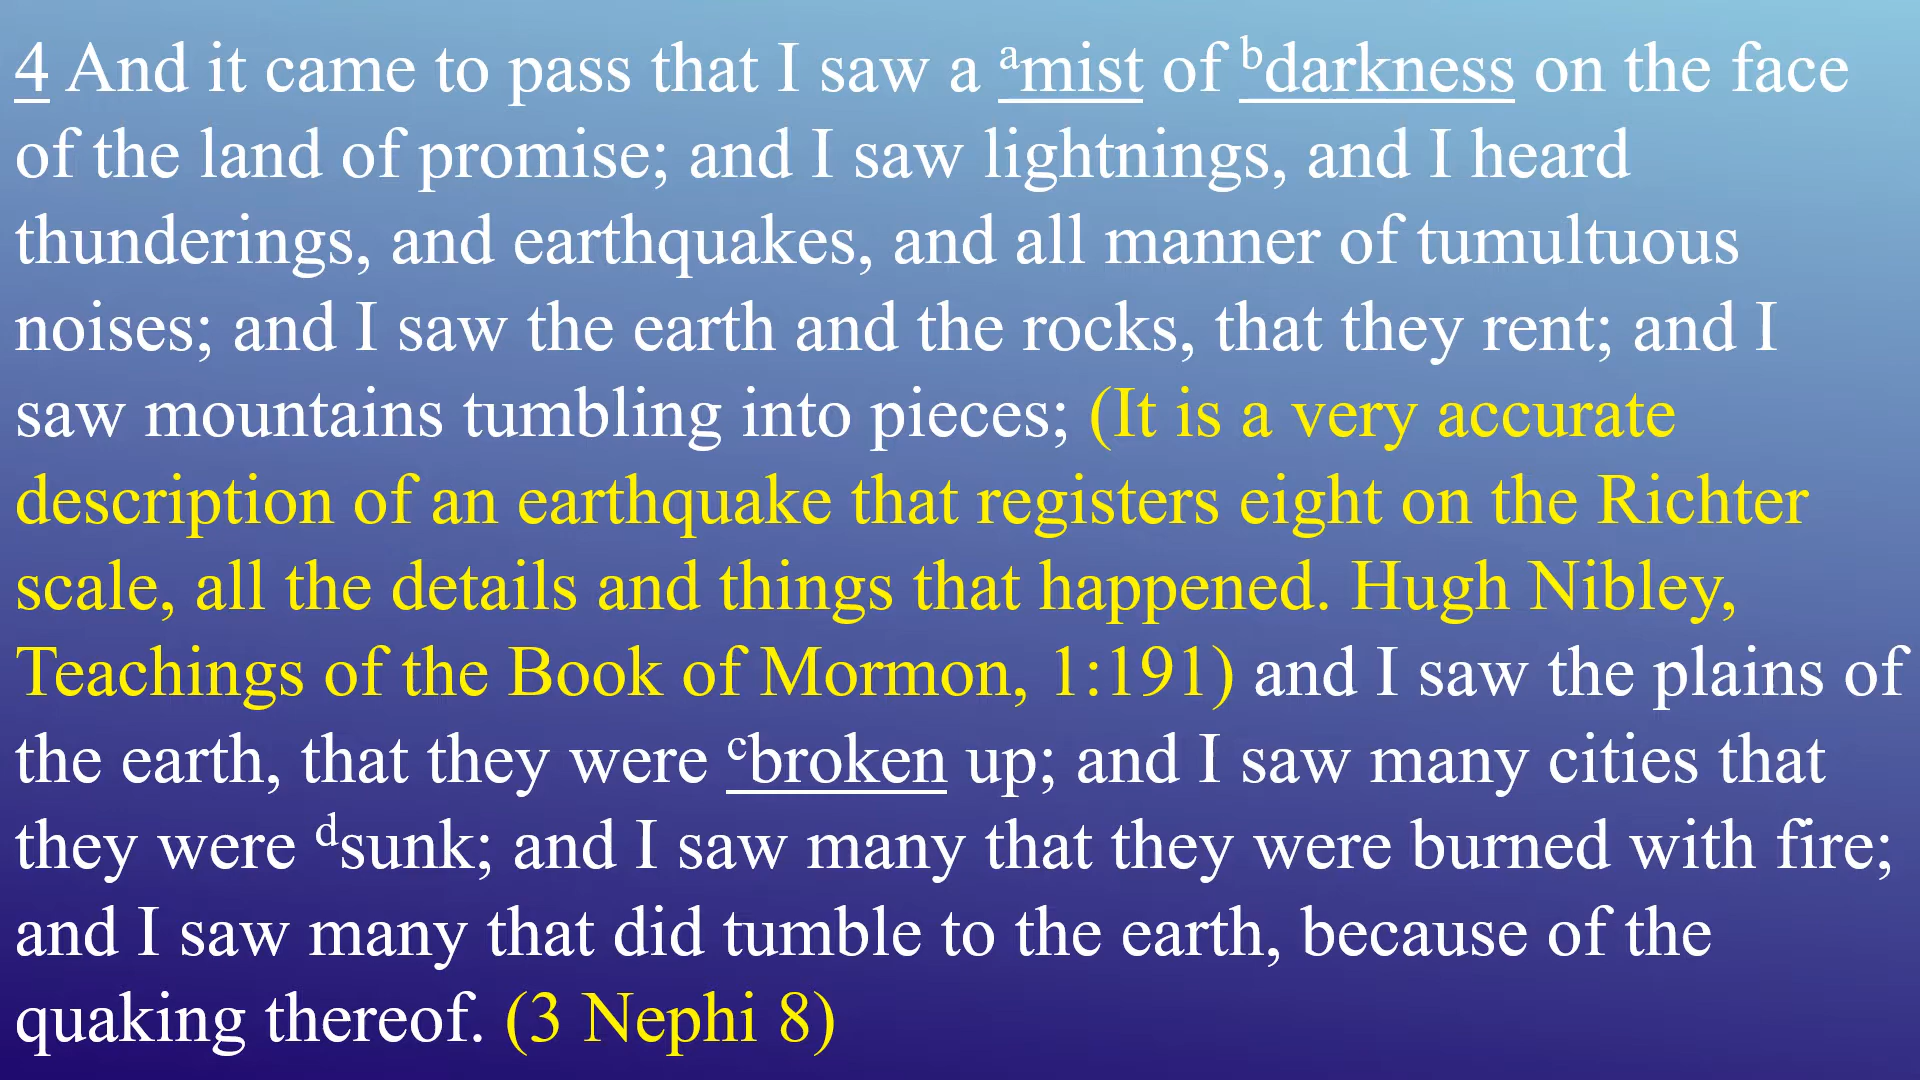 4 And it came to pass that I saw a ᵃmist of ᵇdarkness on the face
of the land of promise; and I saw lightnings, and I heard
thunderings, and earthquakes, and all manner of tumultuous
noises; and I saw the earth and the rocks, that they rent; and I
saw mountains tumbling into pieces; (It is a very accurate
description of an earthquake that registers eight on the Richter
scale, all the details and things that happened. Hugh Nibley,
Teachings of the Book of Mormon, 1:191) and I saw the plains of
the earth, that they were ᶜbroken up; and I saw many cities that
they were ᵈsunk; and I saw many that they were burned with fire;
and I saw many that did tumble to the earth, because of the
quaking thereof. (3 Nephi 8)